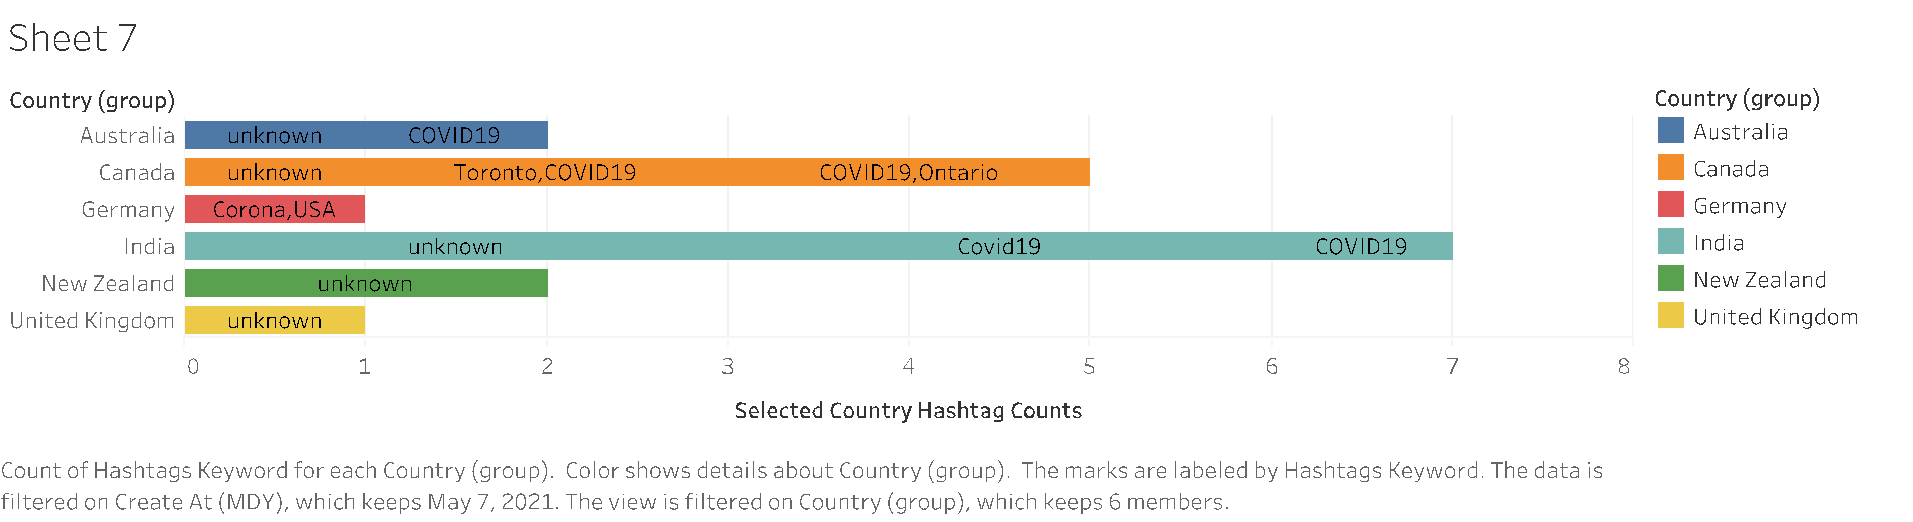 Sheet 7
Country (group)
Australia unknown COVID19
Canada unknown Toronto,COVID19 COVID19,Ontario
Germany Corona,USA
India unknown Covid19 COVID19
New Zealand unknown
United Kingdom unknown
0 1 2 3 4 5 6 7 8
Selected Country Hashtag Counts
Country (group)
Australia
Canada
Germany
India
New Zealand
United Kingdom
Count of Hashtags Keyword for each Country (group). Color shows details about Country (group). The marks are labeled by Hashtags Keyword. The data is
filtered on Create At (MDY), which keeps May 7, 2021. The view is filtered on Country (group), which keeps 6 members.